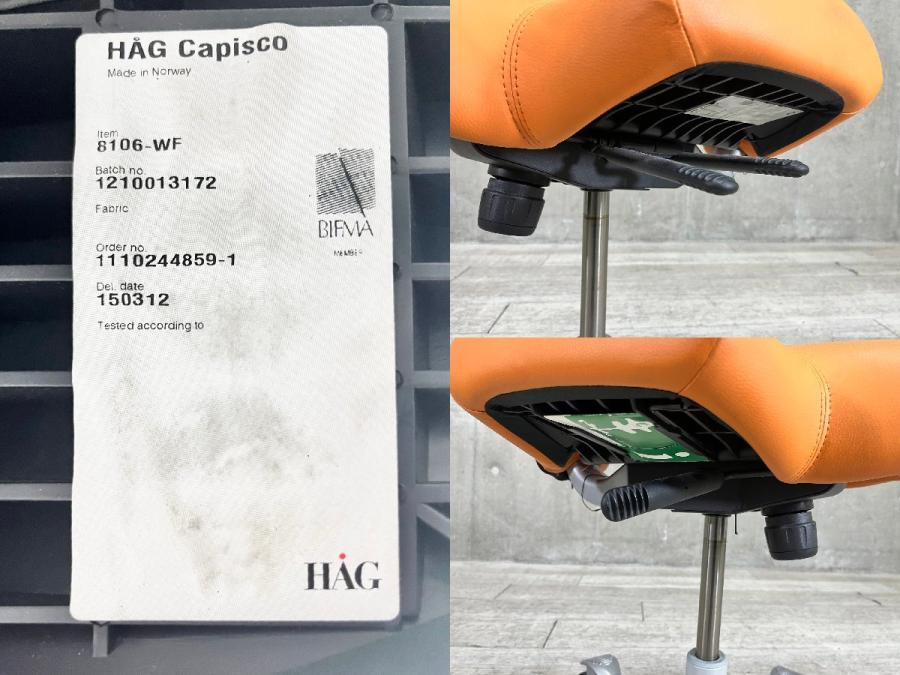 HÅG Capisco
Made in Norway
Item
8106-WF
Batch no.
1210013172
Fabric
BIFMA
MEMBER
Order no.
1110244859-1
Del. date
150312
Tested according to
HÅG